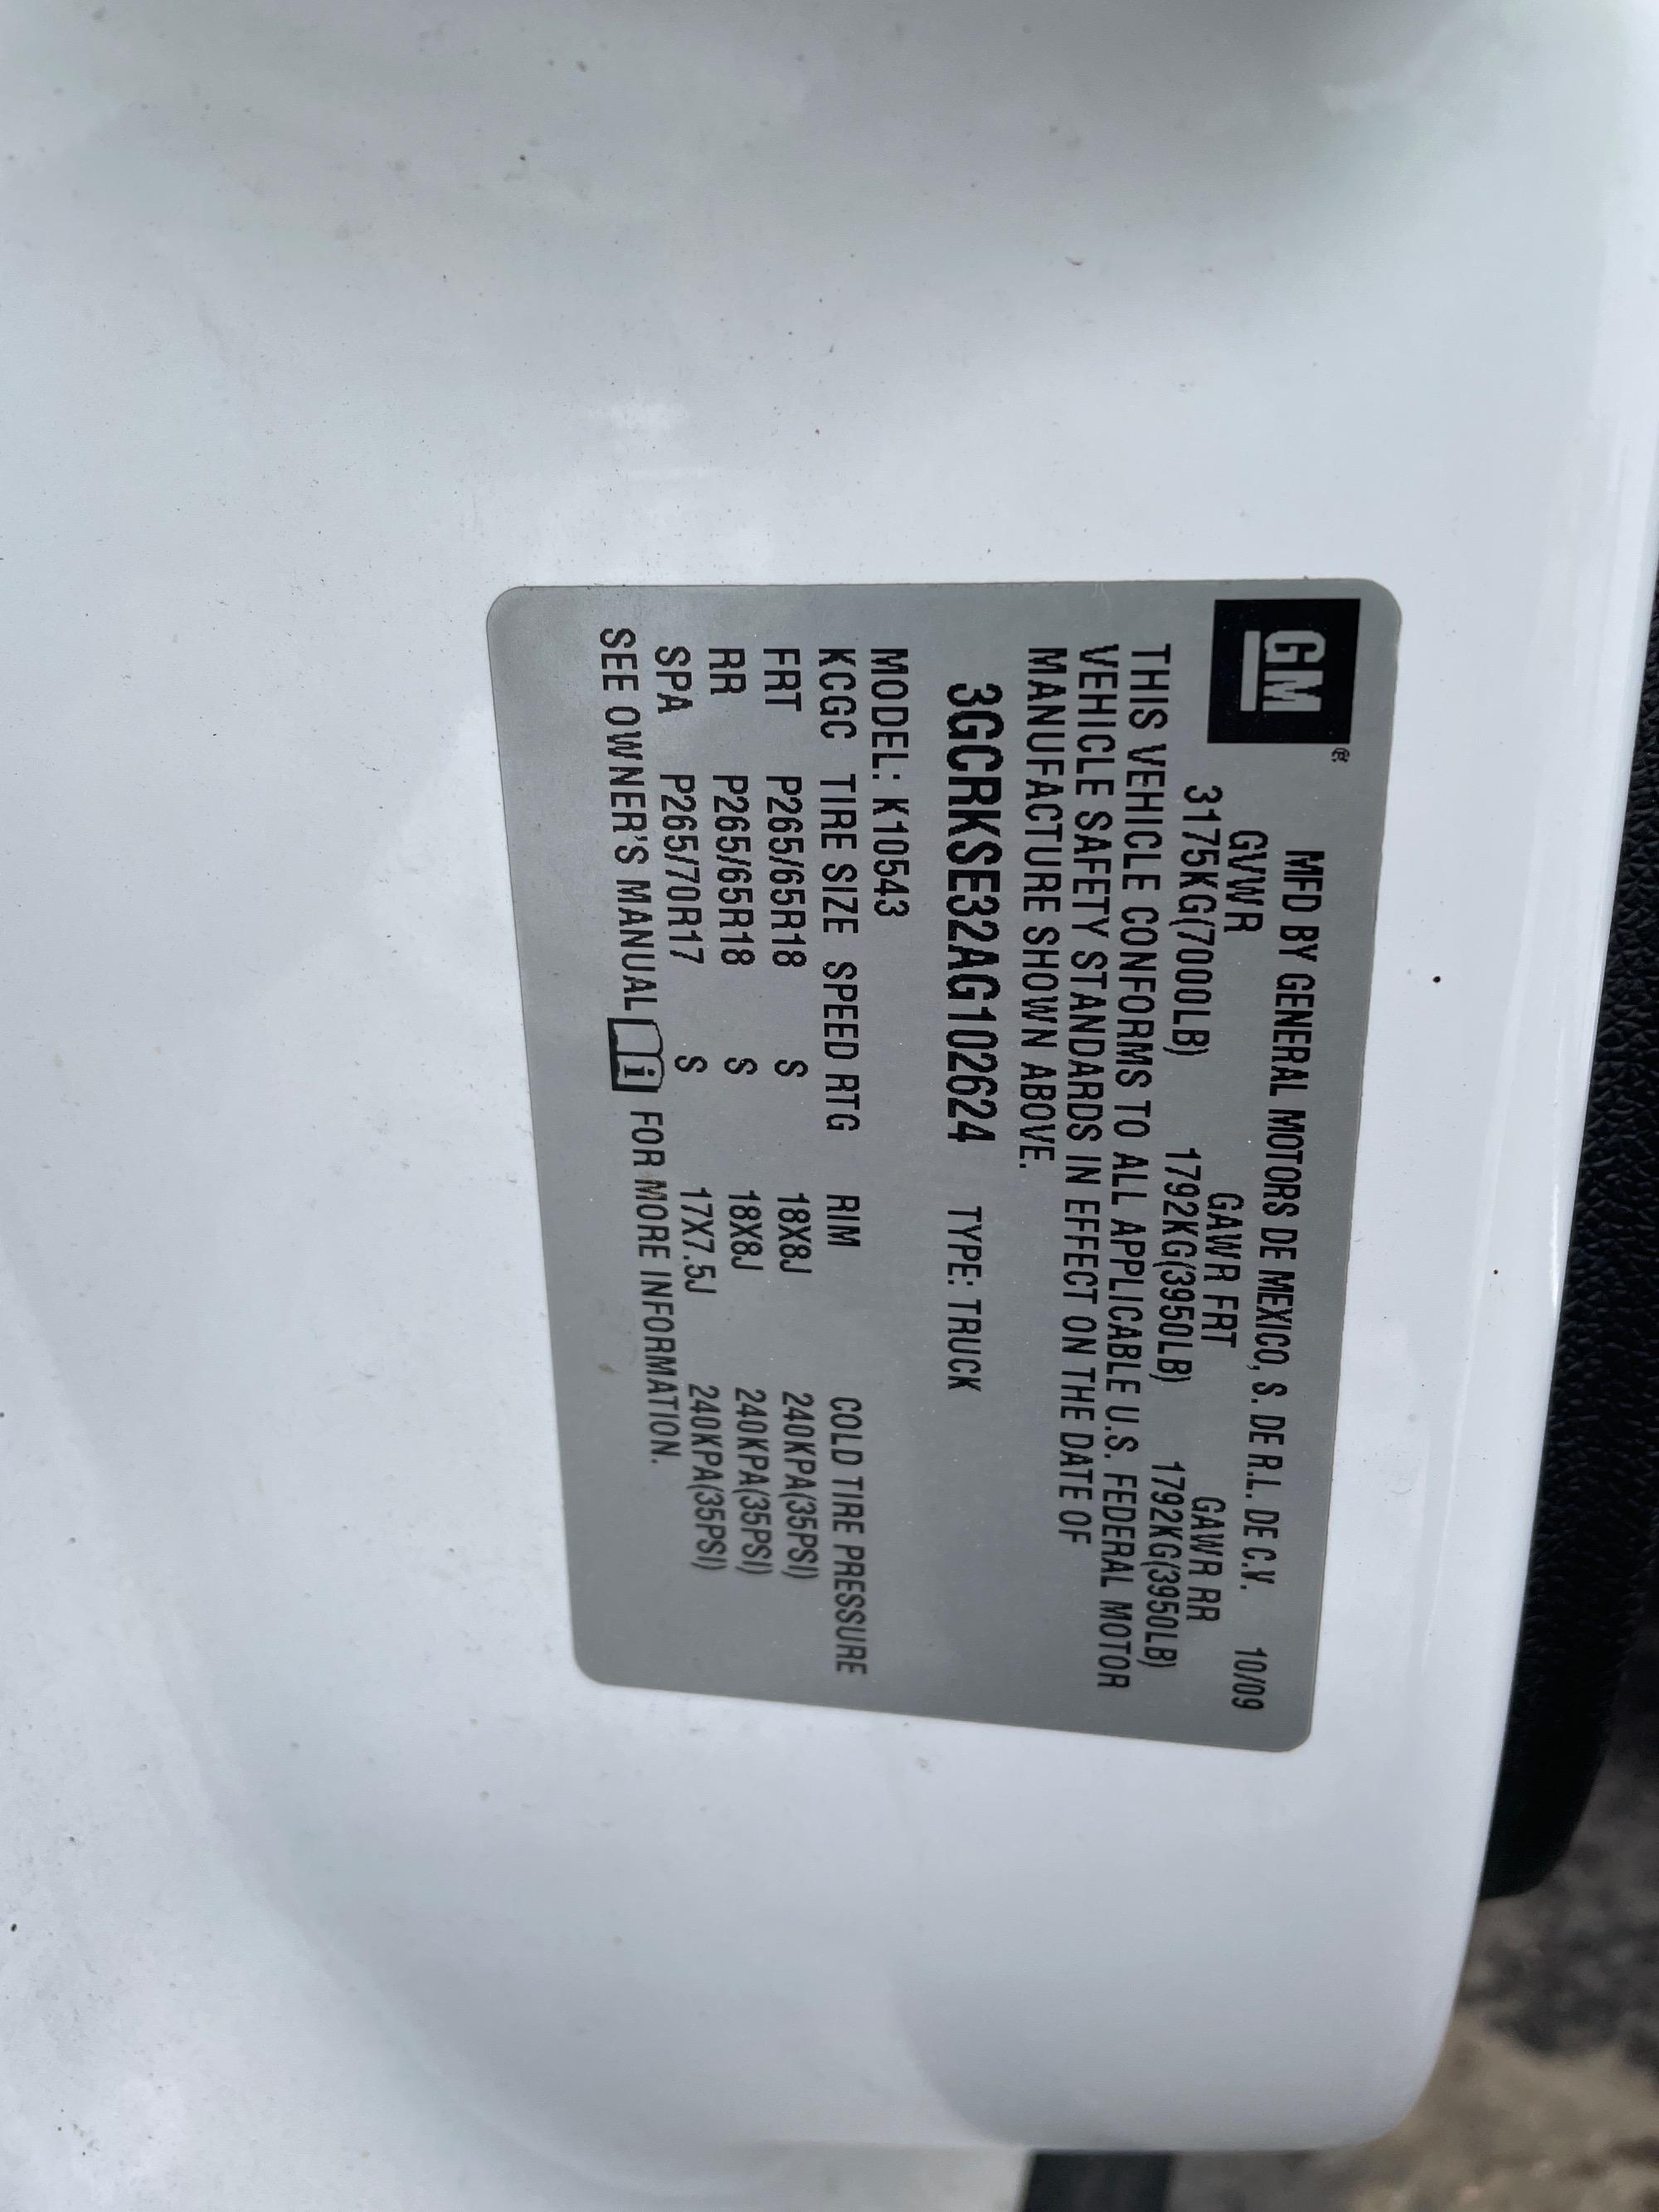 GM®
MFD BY GENERAL MOTORS DE MEXICO, S. DE R.L. DE C.V. 10/09
GVWR GAWR FRT GAWR RR
3175KG(7000LB) 1792KG(3950LB) 1792KG(3950LB)
THIS VEHICLE CONFORMS TO ALL APPLICABLE U.S. FEDERAL MOTOR
VEHICLE SAFETY STANDARDS IN EFFECT ON THE DATE OF
MANUFACTURE SHOWN ABOVE.
3GCRKSE32AG102624 TYPE: TRUCK
MODEL: K10543
KCGC TIRE SIZE SPEED RTG RIM COLD TIRE PRESSURE
FRT P265/65R18 S 18X8J 240KPA(35PSI)
RR P265/65R18 S 18X8J 240KPA(35PSI)
SPA P265/70R17 S 17X7.5J 240KPA(35PSI)
SEE OWNER'S MANUAL i FOR MORE INFORMATION.